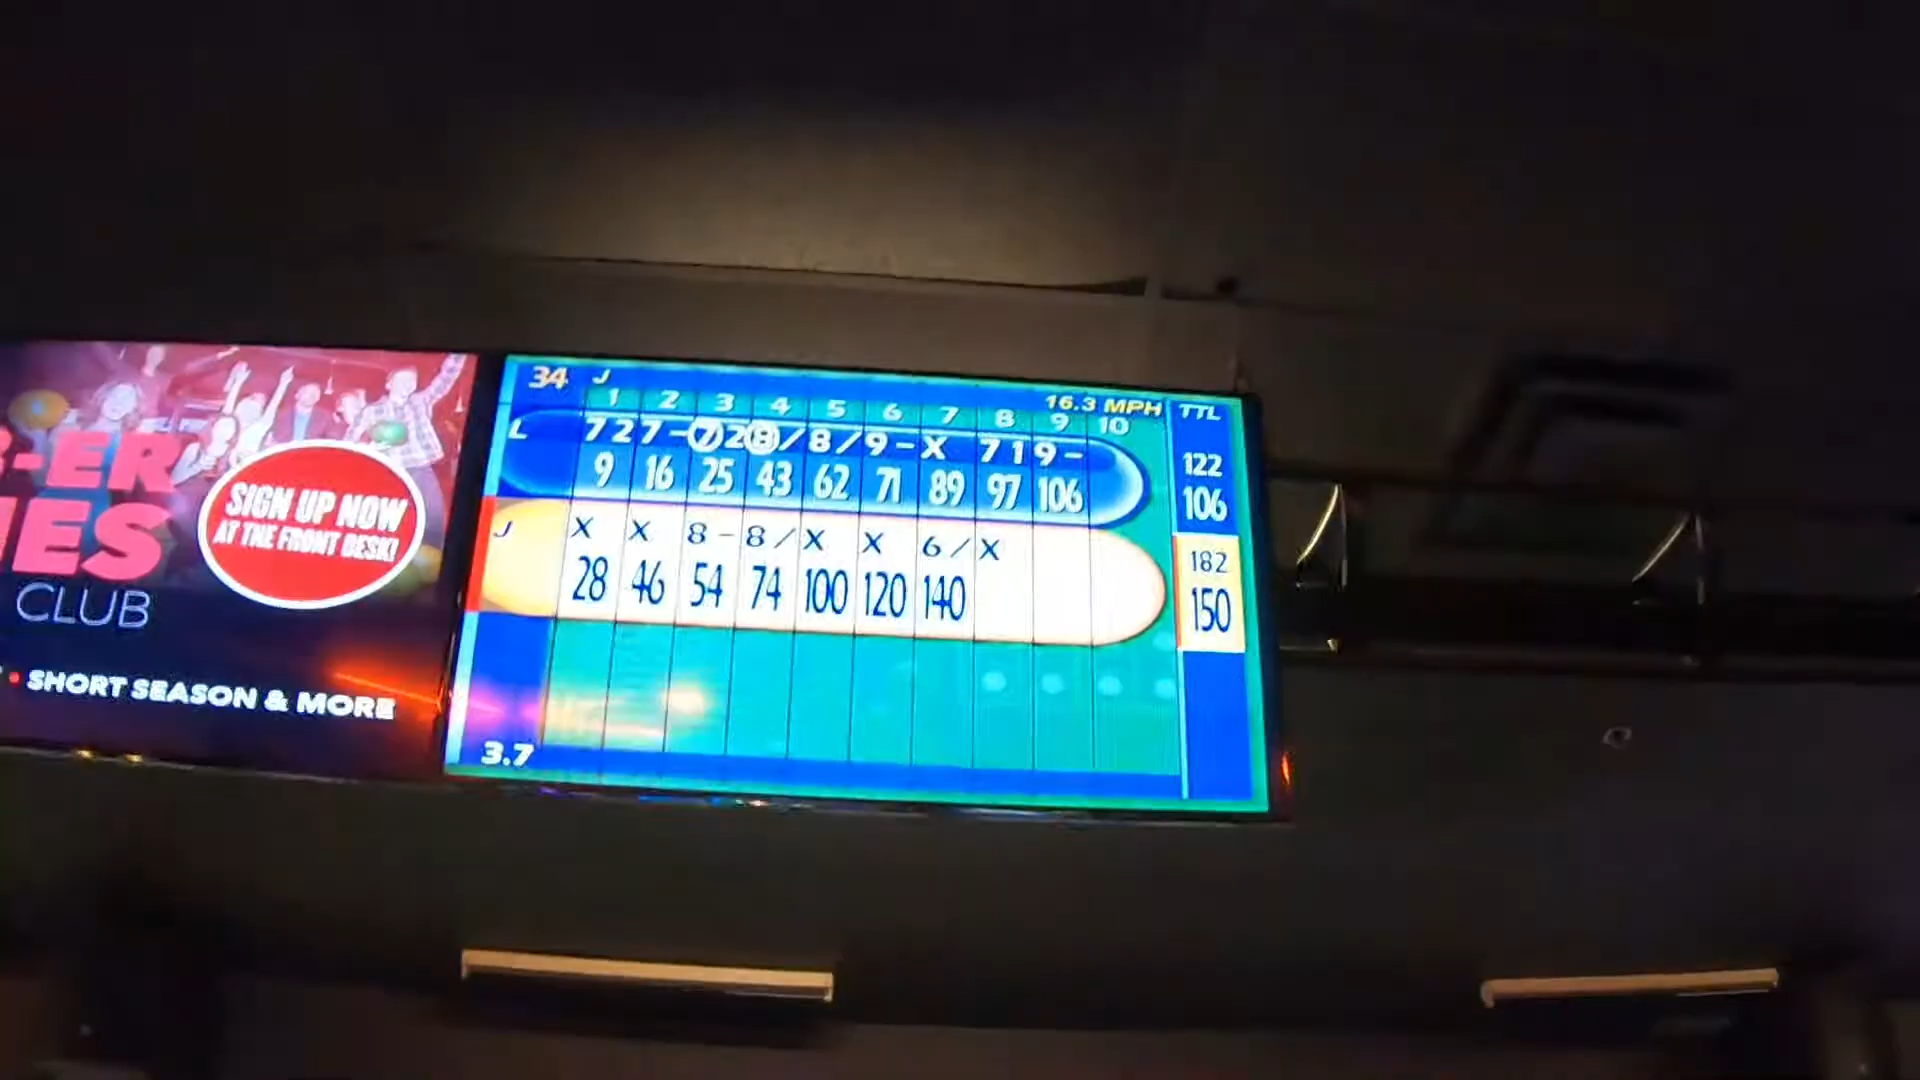 -ER
SIGN UP NOW
AT THE FRONT DESK!
IES
CLUB
• SHORT SEASON & MORE
34 J 16.3 MPH TTL
1 2 3 4 5 6 7 8 9 10
L 7 2 7 - 7 2 8 / 8 / 9 - X 7 1 9 - 122
9 16 25 43 62 71 89 97 106 106
J X X 8 - 8 / X X 6 / X 182
28 46 54 74 100 120 140 150
3.7